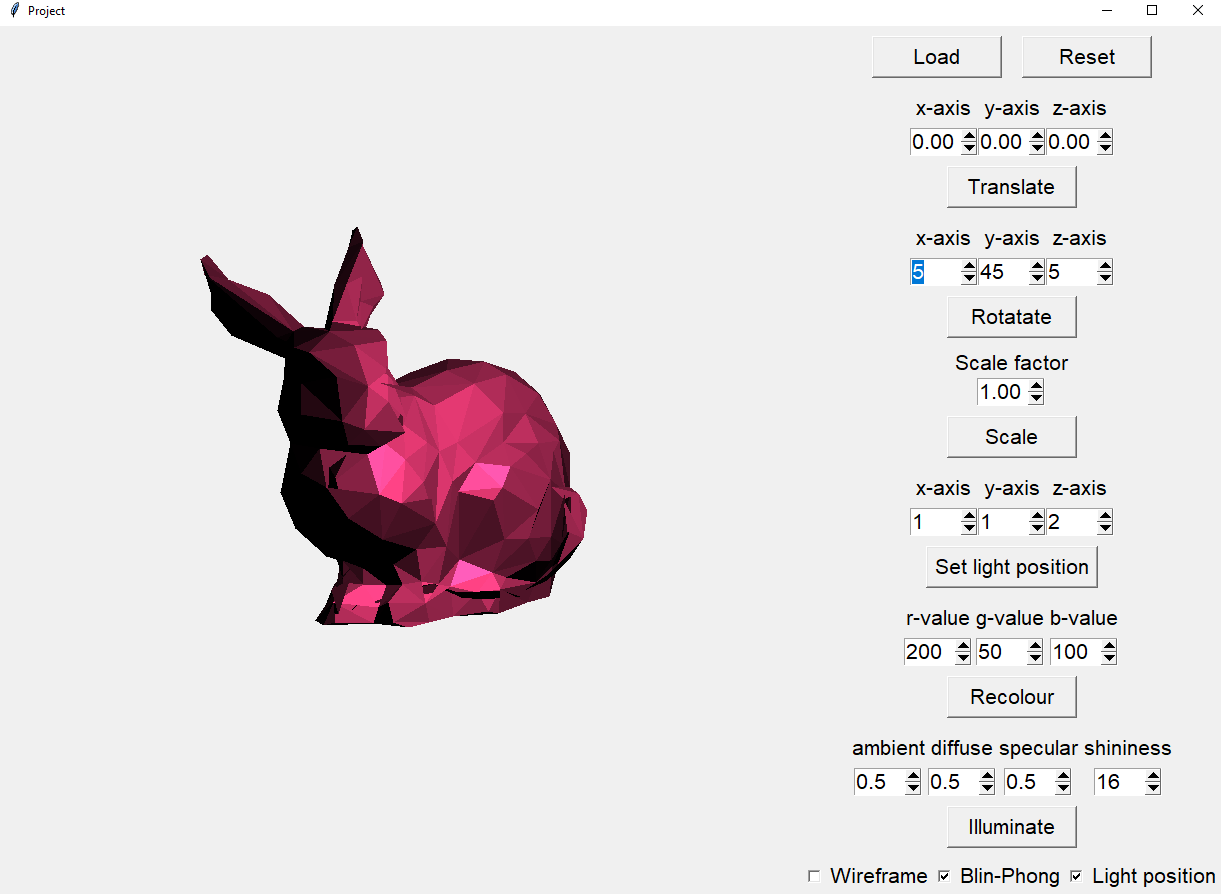 Project
Load Reset
x-axis y-axis z-axis
0.00 0.00 0.00
Translate
x-axis y-axis z-axis
5 45 5
Rotatate
Scale factor
1.00
Scale
x-axis y-axis z-axis
1 1 2
Set light position
r-value g-value b-value
200 50 100
Recolour
ambient diffuse specular shininess
0.5 0.5 0.5 16
Illuminate
Wireframe Blin-Phong Light position